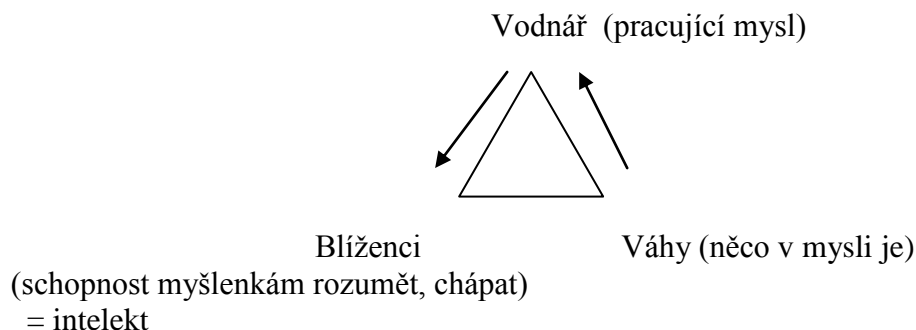 Vodnář (pracující mysl)
Blíženci
Váhy (něco v mysli je)
(schopnost myšlenkám rozumět, chápat)
= intelekt